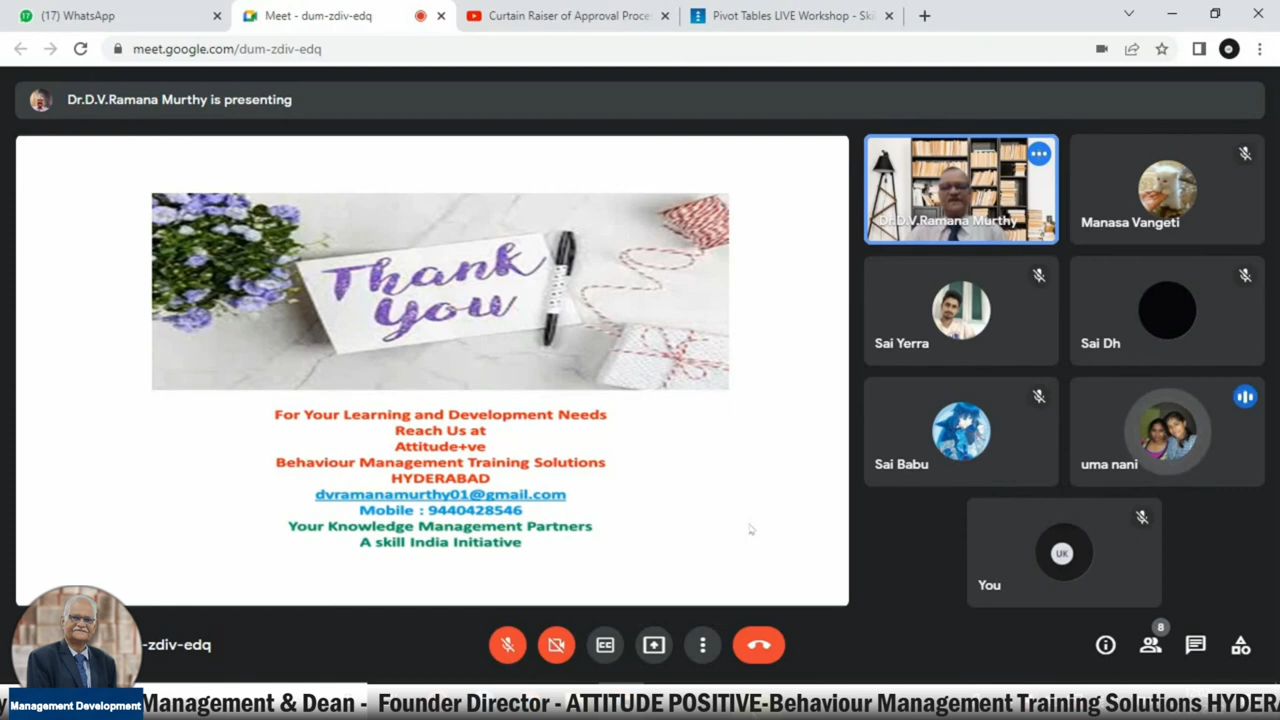 (17) WhatsApp
Meet - dum-zdiv-edq
Curtain Raiser of Approval Proce
Pivot Tables LIVE Workshop - Ski
meet.google.com/dum-zdiv-edq
Dr.D.V.Ramana Murthy is presenting
Thank
You
For Your Learning and Development Needs
Reach Us at
Attitude+ve
Behaviour Management Training Solutions
HYDERABAD
dvramanamurthy01@gmail.com
Mobile : 9440428546
Your Knowledge Management Partners
A skill India Initiative
Dr.D.V.Ramana Murthy
Manasa Vangeti
Sai Yerra
Sai Dh
Sai Babu
uma nani
UK
You
-zdiv-edq
CC
8
Management Development
Management & Dean - Founder Director - ATTITUDE POSITIVE-Behaviour Management Training Solutions HYDERA